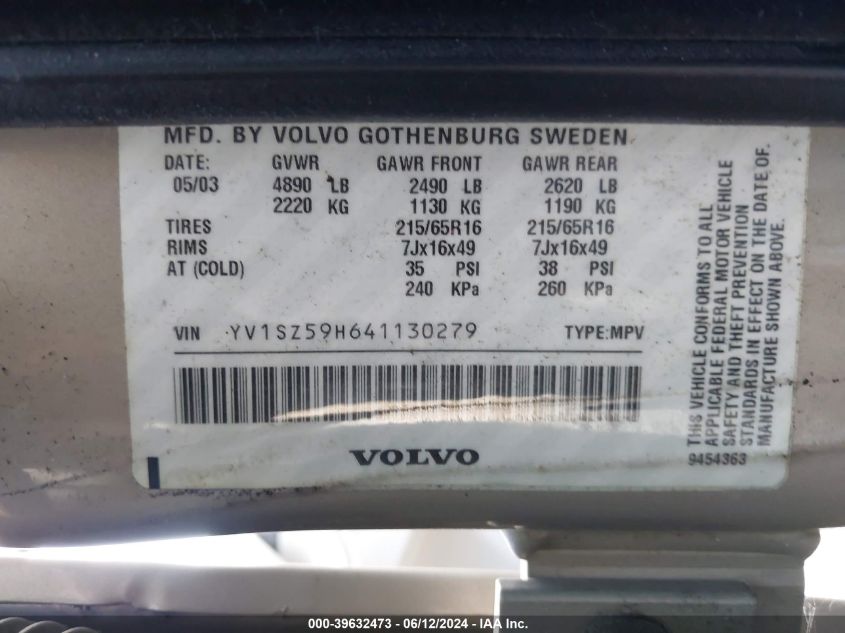 MFD. BY VOLVO GOTHENBURG SWEDEN
DATE: GVWR GAWR FRONT GAWR REAR
05/03 4890 LB 2490 LB 2620 LB
2220 KG 1130 KG 1190 KG
TIRES 215/65R16 215/65R16
RIMS 7Jx16x49 7Jx16x49
AT (COLD) 35 PSI 38 PSI
240 KPa 260 KPa
VIN YV1SZ59H641130279 TYPE:MPV
VOLVO
THIS VEHICLE CONFORMS TO ALL
APPLICABLE FEDERAL MOTOR VEHICLE
SAFETY AND THEFT PREVENTION
STANDARDS IN EFFECT ON THE DATE OF
MANUFACTURE SHOWN ABOVE.
9454363
000-39632473 - 06/12/2024 - IAA Inc.